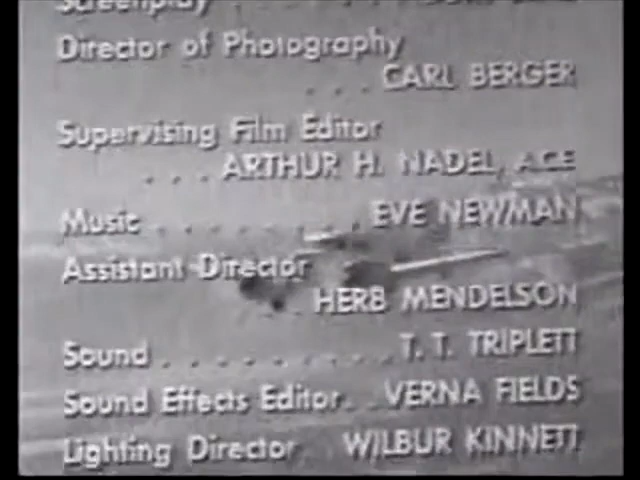 Screenplay
Director of Photography
. . . CARL BERGER
Supervising Film Editor
. . . ARTHUR H. NADEL, A.C.E
Music . . . . . . . . . EVE NEWMAN
Assistant Director
. . . HERB MENDELSON
Sound . . . . . . . . . . T. T. TRIPLETT
Sound Effects Editor. . VERNA FIELDS
Lighting Director. . WILBUR KINNETT